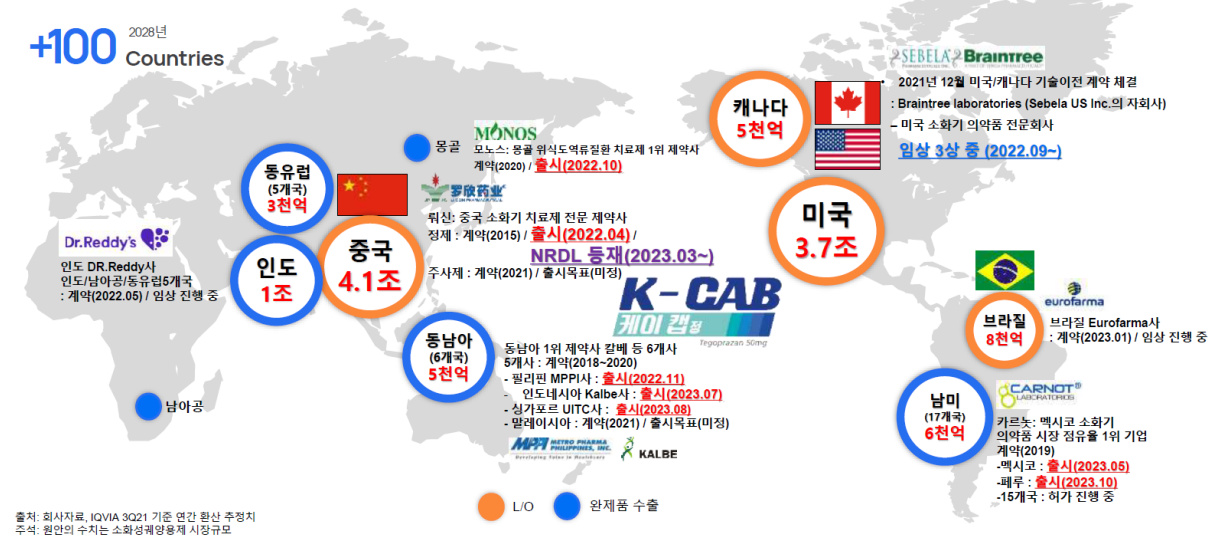 +100
2028년
Countries
SEBELA
PHARMACEUTICALS INC.
BRAINTREE
• 2021년 12월 미국/캐나다 기술이전 계약 체결
: Braintree laboratories (Sebela US Inc.의 자회사)
– 미국 소화기 의약품 전문회사
임상 3상 중 (2022.09~)
캐나다
5천억
미국
3.7조
몽골
MONOS
모노스: 몽골 위식도역류질환 치료제 1위 제약사
계약(2020) / 출시(2022.10)
동유럽
(5개국)
3천억
罗欣药业
뤄신: 중국 소화기 치료제 전문 제약사
정제 : 계약(2015) / 출시(2022.04) /
NRDL 등재(2023.03~)
주사제 : 계약(2021) / 출시목표(미정)
중국
4.1조
인도
1조
Dr.Reddy's
인도 DR.Reddy사
인도/남아공/동유럽5개국
: 계약(2022.05) / 임상 진행 중
K-CAB
케이캡정
Tegoprazan 50mg
동남아
(6개국)
5천억
동남아 1위 제약사 칼베 등 6개사
5개사 : 계약(2018~2020)
- 필리핀 MPPI사 : 출시(2022.11)
- 인도네시아 Kalbe사 : 출시(2023.07)
- 싱가포르 UITC사 : 출시(2023.08)
- 말레이시아 : 계약(2021) / 출시목표(미정)
MPPI METRO PHARMA
PHILIPPINES, INC.
Developing Value in Healthcare
KALBE
남아공
브라질
8천억
eurofarma
브라질 Eurofarma사
: 계약(2023.01) / 임상 진행 중
남미
(17개국)
6천억
CARNOT®
LABORATORIOS
카르놋: 멕시코 소화기
의약품 시장 점유율 1위 기업
계약(2019)
-멕시코 : 출시(2023.05)
-페루 : 출시(2023.10)
-15개국 : 허가 진행 중
L/O
완제품 수출
출처: 회사자료, IQVIA 3Q21 기준 연간 환산 추정치
주석: 원안의 수치는 소화성궤양용제 시장규모